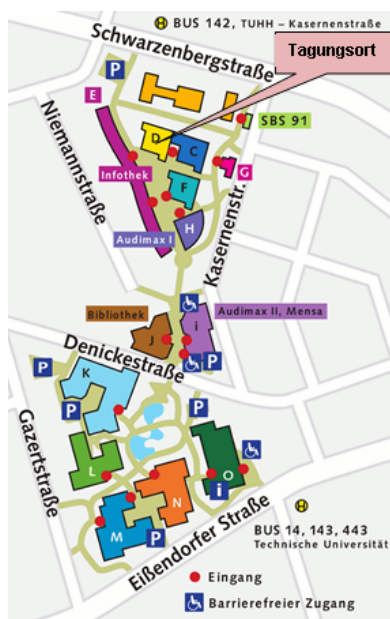 H BUS 142, TUHH – Kasernenstraße
Schwarzenbergstraße
Tagungsort
P
E
SBS 91
D
C
Niemannstraße
Infothek
G
F
H
Audimax I
Kasernenstr.
Bibliothek
i
Audimax II, Mensa
J
P
Denickestraße
P
K
P
P
Gazertstraße
L
O
i
N
M
P
Eißendorfer Straße
H
BUS 14, 143, 443
Technische Universität
Eingang
Barrierefreier Zugang